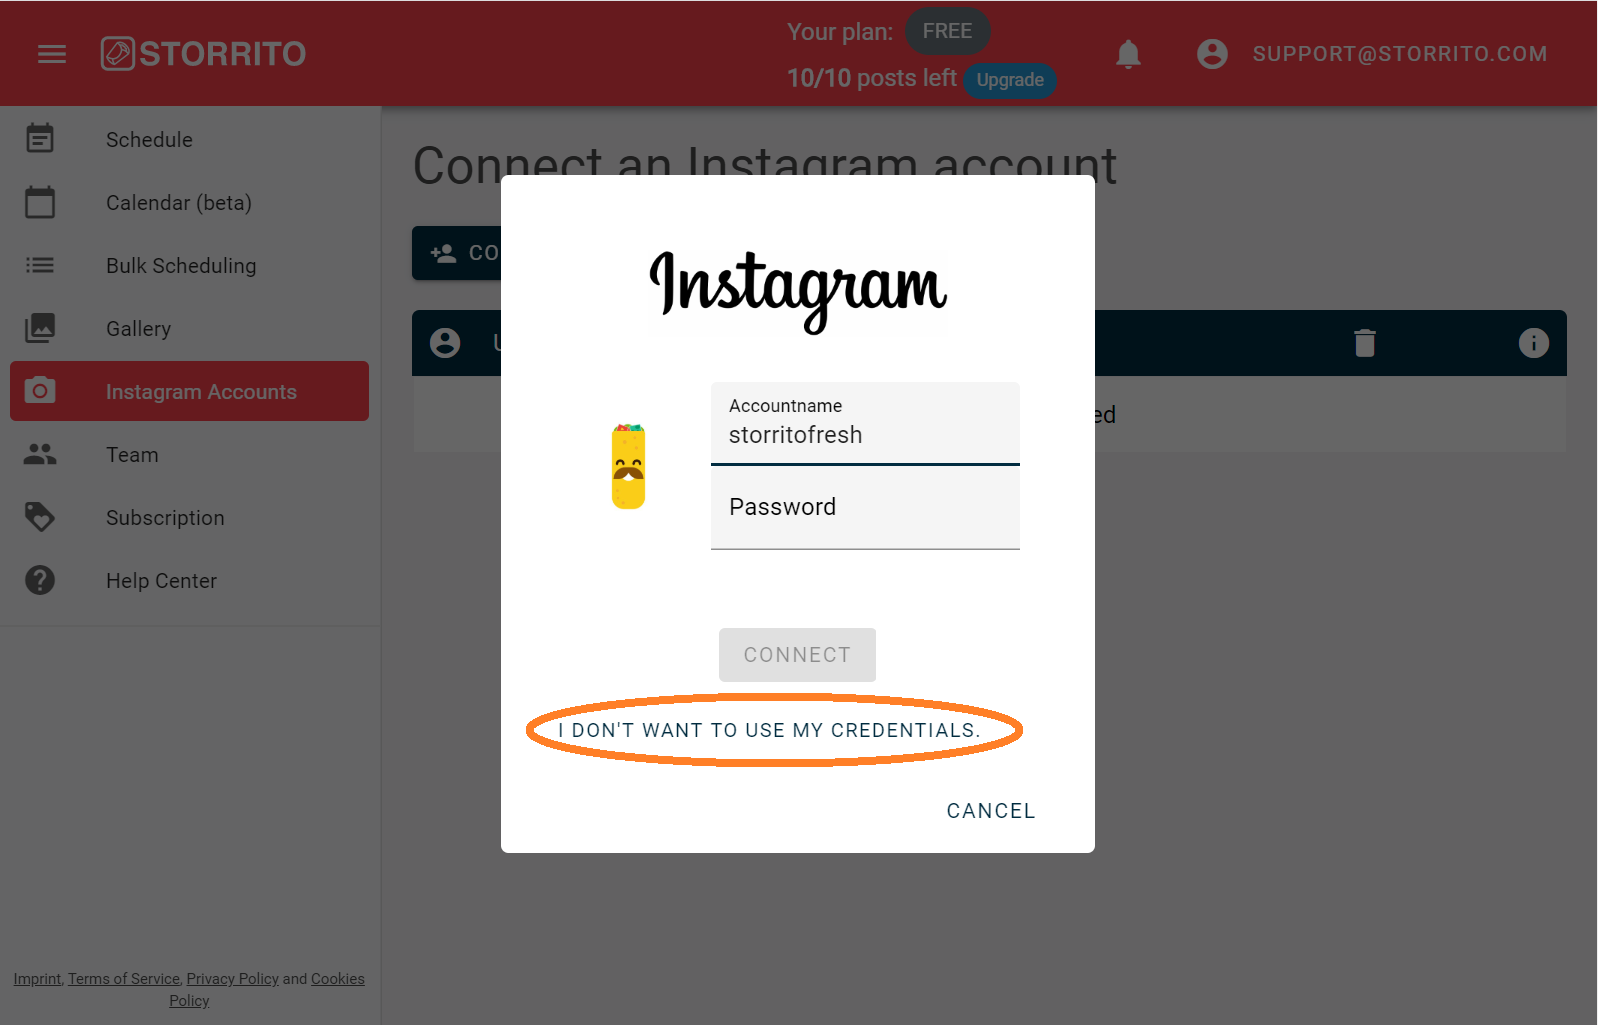 STORRITO
Your plan: FREE
10/10 posts left Upgrade
SUPPORT@STORRITO.COM
Schedule
Calendar (beta)
Bulk Scheduling
Gallery
Instagram Accounts
Team
Subscription
Help Center
Imprint, Terms of Service, Privacy Policy and Cookies
Policy
Connect an Instagram account
CO
ed
Instagram
Accountname
storritofresh
Password
CONNECT
I DON'T WANT TO USE MY CREDENTIALS.
CANCEL